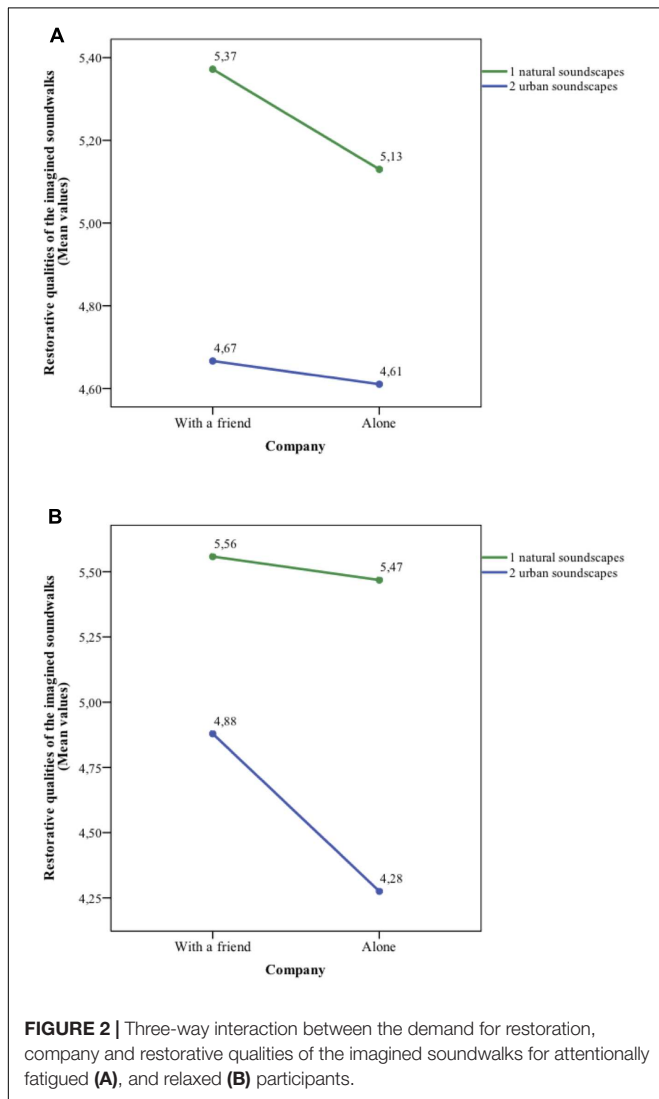 A
5,40
5,20
5,00
4,80
4,60
Restorative qualities of the imagined soundwalks
(Mean values)
5,37
5,13
4,67
4,61
With a friend
Alone
Company
1 natural soundscapes
2 urban soundscapes
B
5,50
5,25
5,00
4,75
4,50
4,25
Restorative qualities of the imagined soundwalks
(Mean values)
5,56
5,47
4,88
4,28
With a friend
Alone
Company
1 natural soundscapes
2 urban soundscapes
FIGURE 2 | Three-way interaction between the demand for restoration,
company and restorative qualities of the imagined soundwalks for attentionally
fatigued (A), and relaxed (B) participants.